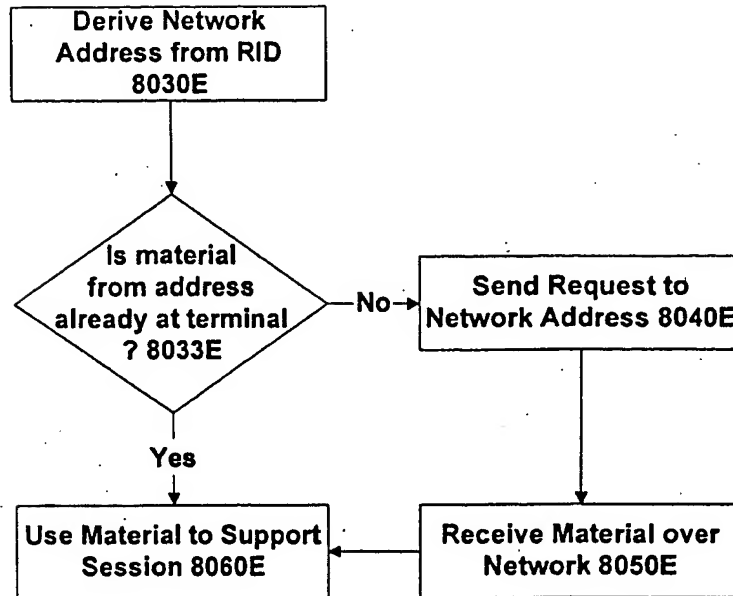 Derive Network
Address from RID
8030E
Is material
from address
already at terminal
? 8033E
No
Send Request to
Network Address 8040E
Yes
Use Material to Support
Session 8060E
Receive Material over
Network 8050E